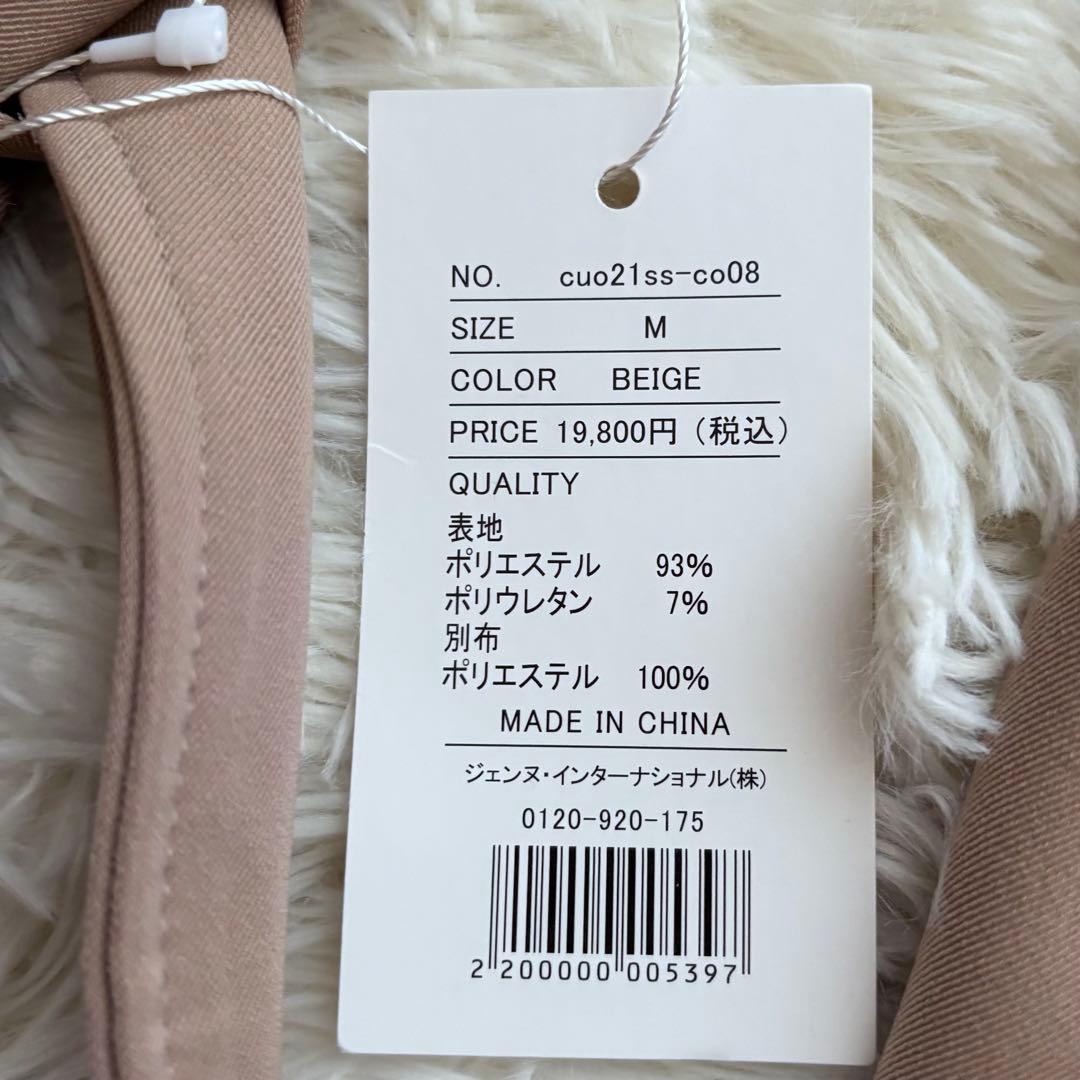 NO. cuo21ss-co08
SIZE M
COLOR BEIGE
PRICE 19,800円 (税込)
QUALITY
表地
ポリエステル 93%
ポリウレタン 7%
別布
ポリエステル 100%
MADE IN CHINA
ジェンヌ・インターナショナル(株)
0120-920-175
2 200000 005397